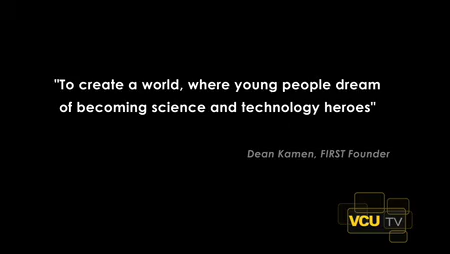 "To create a world, where young people dream
of becoming science and technology heroes"
Dean Kamen, FIRST Founder
VCU TV